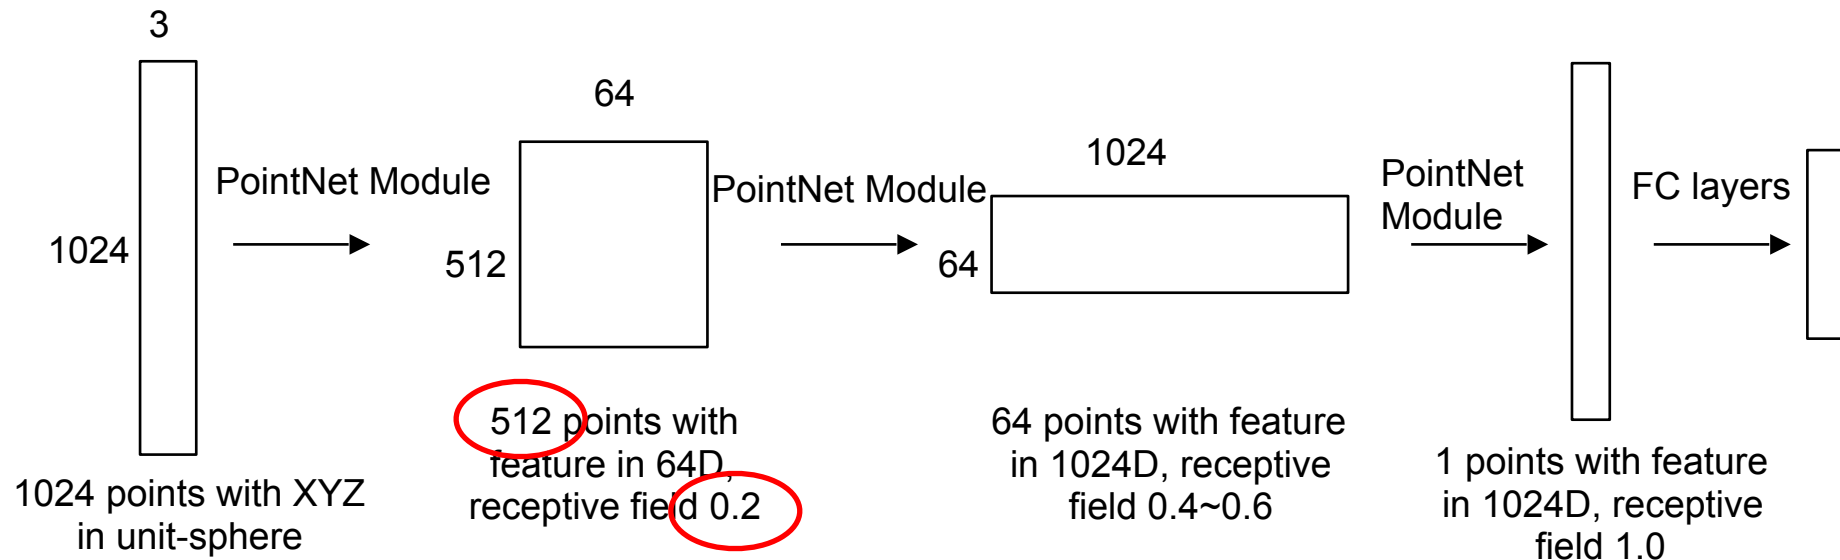 3
1024
PointNet Module
1024 points with XYZ
in unit-sphere
64
512
PointNet Module
512 points with
feature in 64D,
receptive field 0.2
1024
64
PointNet
Module
64 points with feature
in 1024D, receptive
field 0.4~0.6
FC layers
1 points with feature
in 1024D, receptive
field 1.0